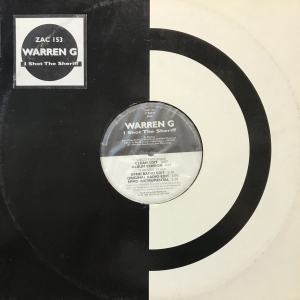 ZAC 153
WARREN G
I Shot The Sheriff
WARREN G
I Shot The Sheriff
CLEAN EDIT
ALBUM VERSION
EPMD RADIO EDIT
ORIGINAL RADIO EDIT
EPMD INSTRUMENTAL